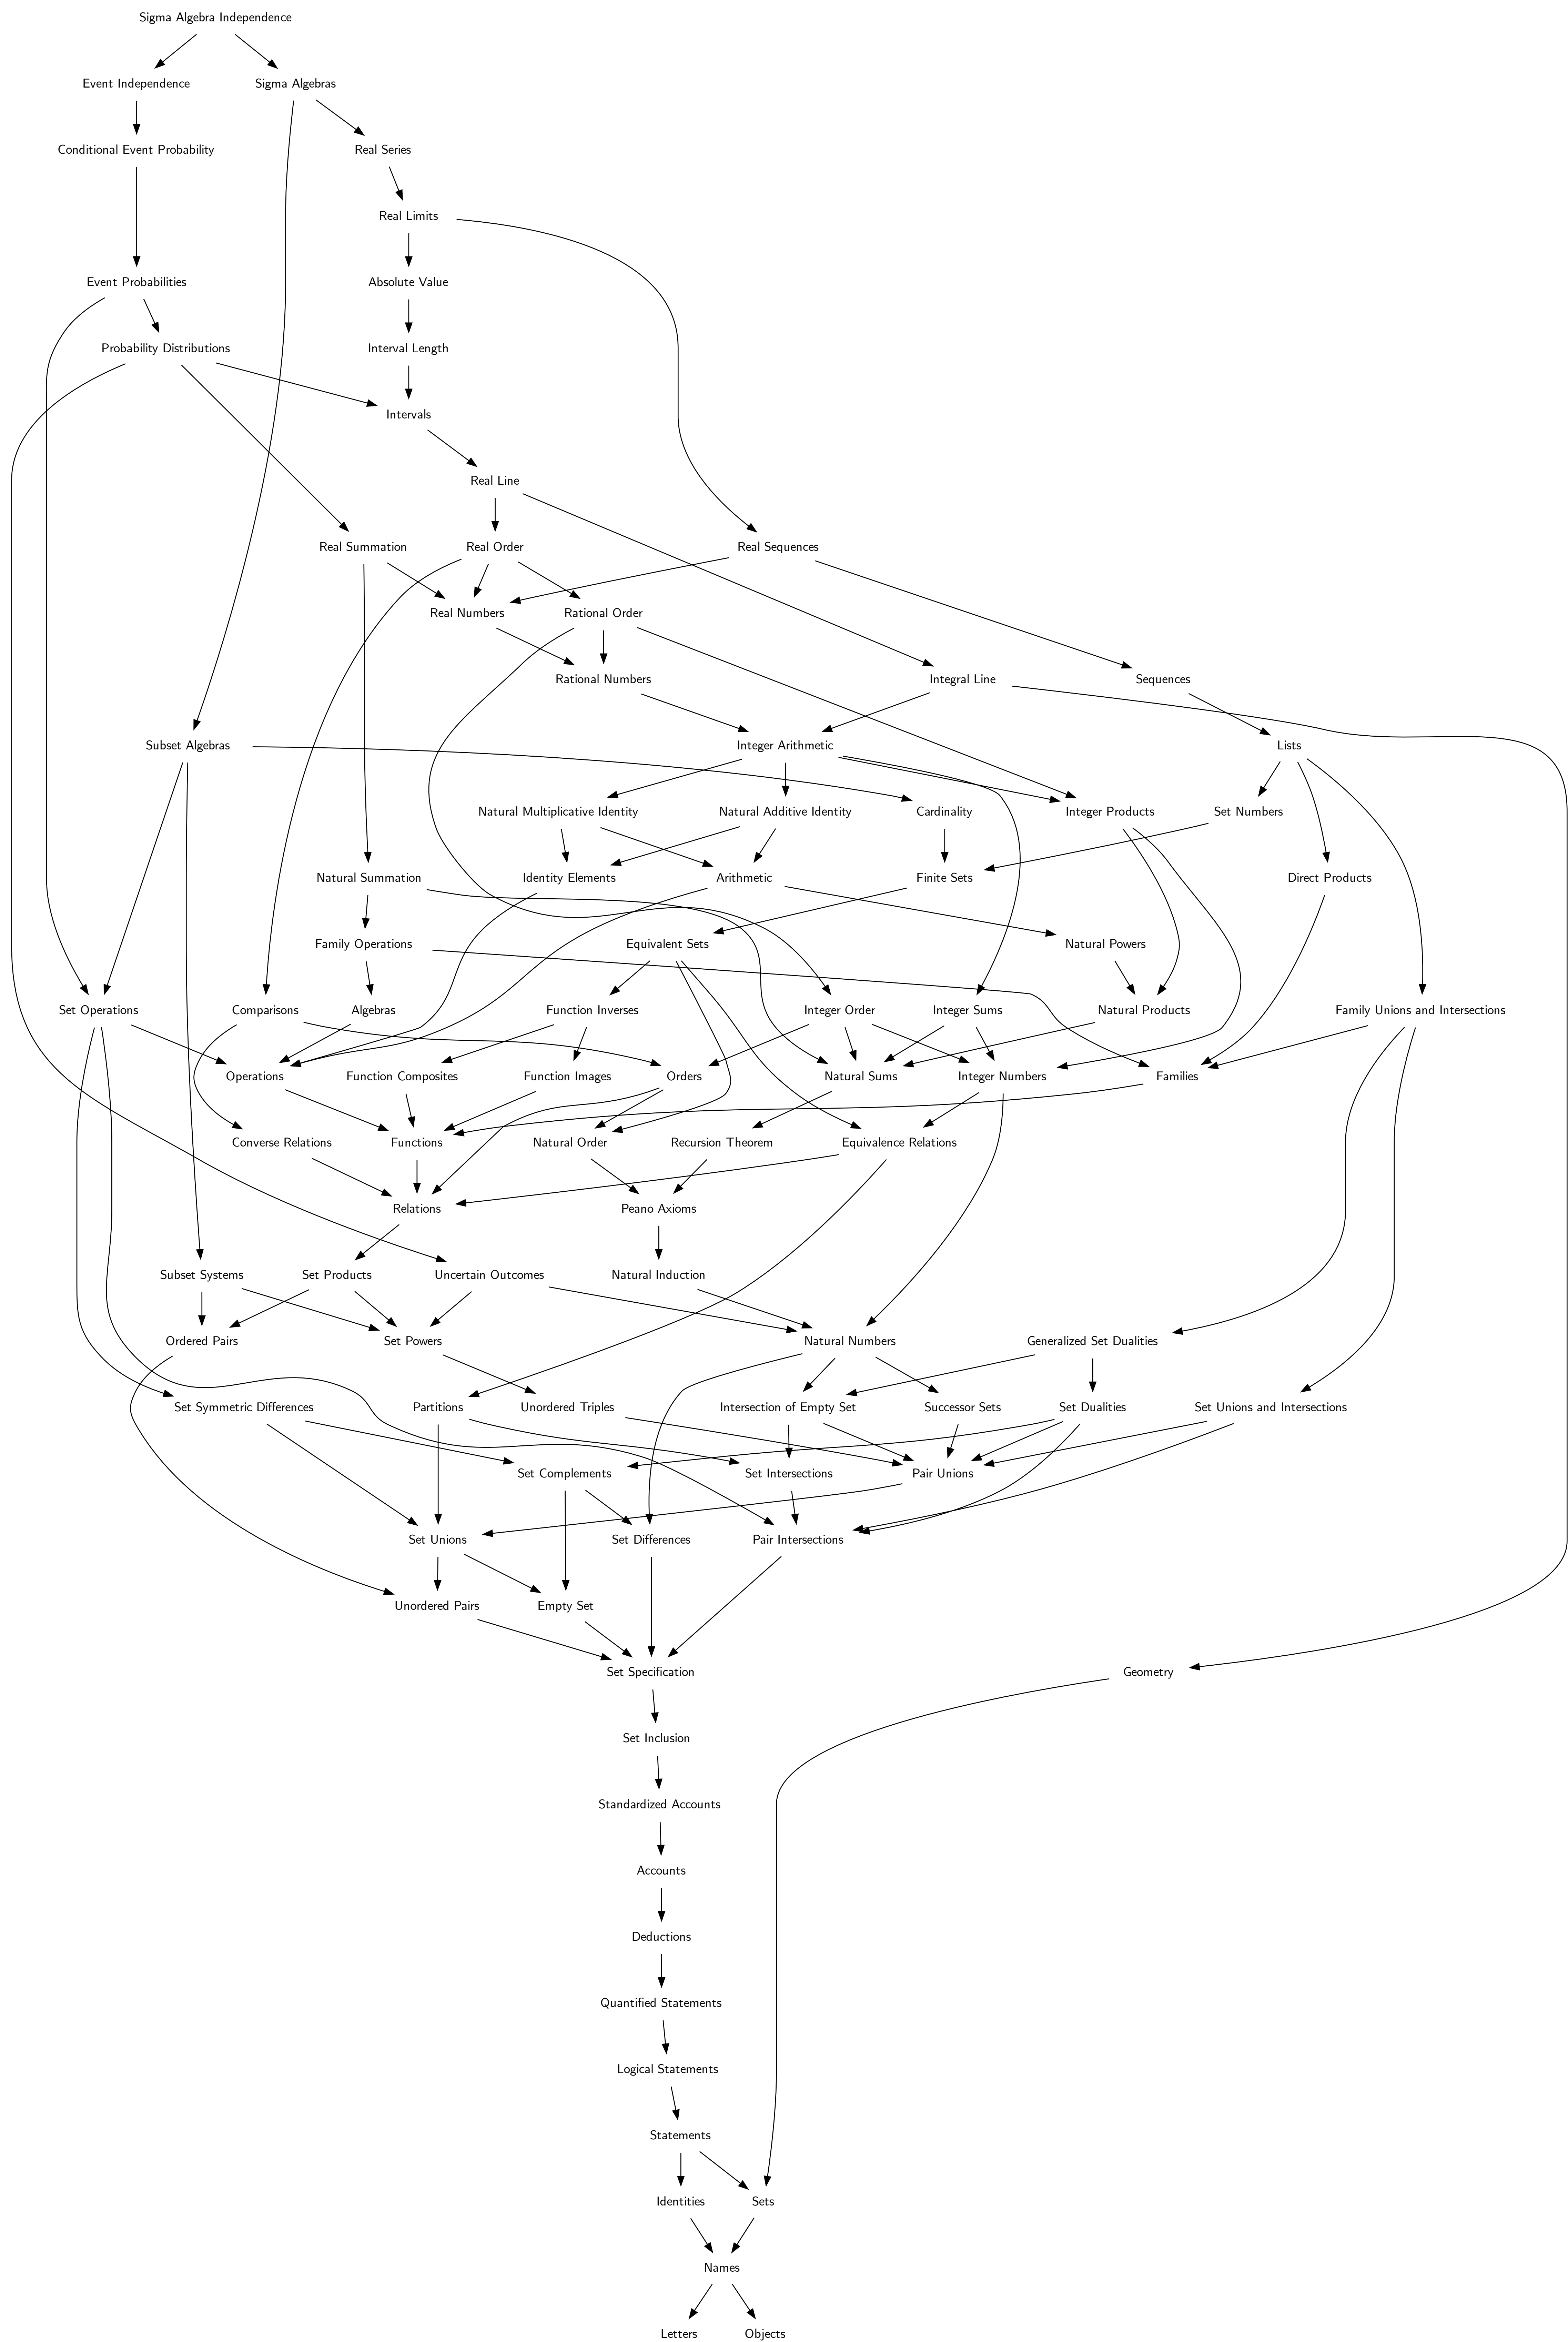 Sigma Algebra Independence
Event Independence
Sigma Algebras
Conditional Event Probability
Real Series
Real Limits
Event Probabilities
Absolute Value
Probability Distributions
Interval Length
Intervals
Real Line
Real Summation
Real Order
Real Sequences
Real Numbers
Rational Order
Rational Numbers
Integral Line
Sequences
Subset Algebras
Integer Arithmetic
Lists
Natural Multiplicative Identity
Natural Additive Identity
Cardinality
Integer Products
Set Numbers
Natural Summation
Identity Elements
Arithmetic
Finite Sets
Direct Products
Family Operations
Equivalent Sets
Natural Powers
Set Operations
Comparisons
Algebras
Function Inverses
Integer Order
Integer Sums
Natural Products
Family Unions and Intersections
Operations
Function Composites
Function Images
Orders
Natural Sums
Integer Numbers
Families
Converse Relations
Functions
Natural Order
Recursion Theorem
Equivalence Relations
Relations
Peano Axioms
Subset Systems
Set Products
Uncertain Outcomes
Natural Induction
Ordered Pairs
Set Powers
Natural Numbers
Generalized Set Dualities
Set Symmetric Differences
Partitions
Unordered Triples
Intersection of Empty Set
Successor Sets
Set Dualities
Set Unions and Intersections
Set Complements
Set Intersections
Pair Unions
Set Unions
Set Differences
Pair Intersections
Unordered Pairs
Empty Set
Set Specification
Geometry
Set Inclusion
Standardized Accounts
Accounts
Deductions
Quantified Statements
Logical Statements
Statements
Identities
Sets
Names
Letters
Objects